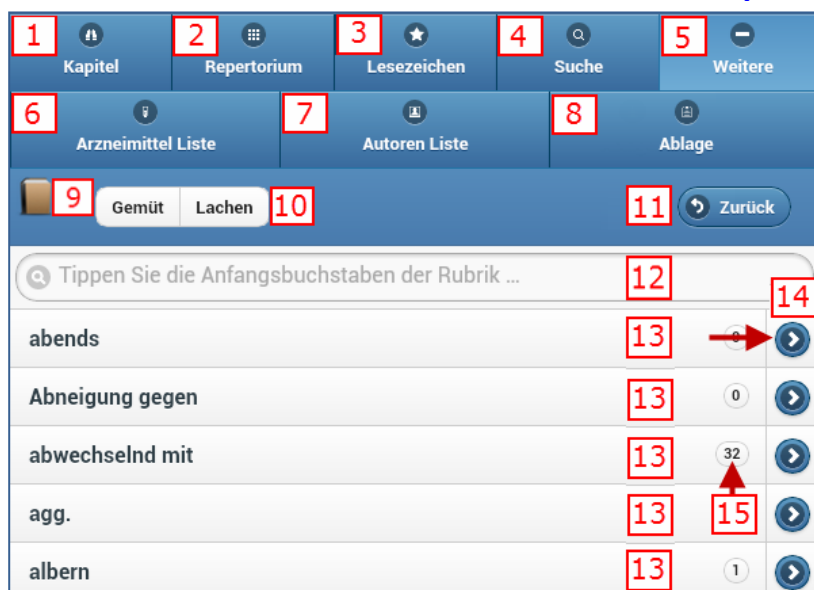 1 2 3 4 5
Kapitel Repertorium Lesezeichen Suche Weitere
6 7 8
Arzneimittel Liste Autoren Liste Ablage
9 Gemüt Lachen 10 11 Zurück
Tippen Sie die Anfangsbuchstaben der Rubrik ... 12
14
abends 13
Abneigung gegen 13 0
abwechselnd mit 13 32
agg. 13 15
albern 13 1